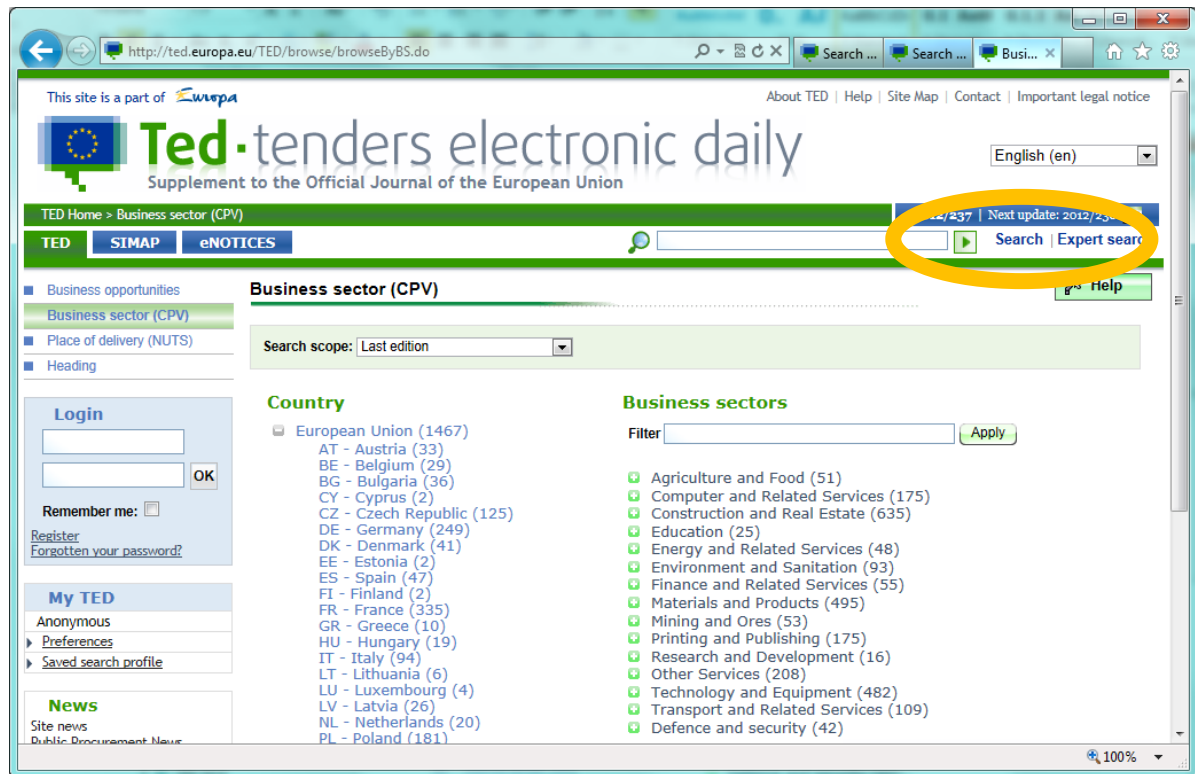 http://ted.europa.eu/TED/browse/browseByBS.do
Search ...
Search ...
Busi...
This site is a part of Europa
About TED | Help | Site Map | Contact | Important legal notice
Ted·tenders electronic daily
Supplement to the Official Journal of the European Union
English (en)
TED Home > Business sector (CPV)
/237 | Next update: 2012/
TED SIMAP eNOTICES
Search | Expert searc
Business opportunities
Business sector (CPV)
Place of delivery (NUTS)
Heading
Business sector (CPV)
Help
Search scope: Last edition
Login
OK
Remember me:
Register
Forgotten your password?
My TED
Anonymous
Preferences
Saved search profile
News
Site news
Public Procurement News
Country
European Union (1467)
AT - Austria (33)
BE - Belgium (29)
BG - Bulgaria (36)
CY - Cyprus (2)
CZ - Czech Republic (125)
DE - Germany (249)
DK - Denmark (41)
EE - Estonia (2)
ES - Spain (47)
FI - Finland (2)
FR - France (335)
GR - Greece (10)
HU - Hungary (19)
IT - Italy (94)
LT - Lithuania (6)
LU - Luxembourg (4)
LV - Latvia (26)
NL - Netherlands (20)
PL - Poland (181)
Business sectors
Filter
Apply
Agriculture and Food (51)
Computer and Related Services (175)
Construction and Real Estate (635)
Education (25)
Energy and Related Services (48)
Environment and Sanitation (93)
Finance and Related Services (55)
Materials and Products (495)
Mining and Ores (53)
Printing and Publishing (175)
Research and Development (16)
Other Services (208)
Technology and Equipment (482)
Transport and Related Services (109)
Defence and security (42)
100%